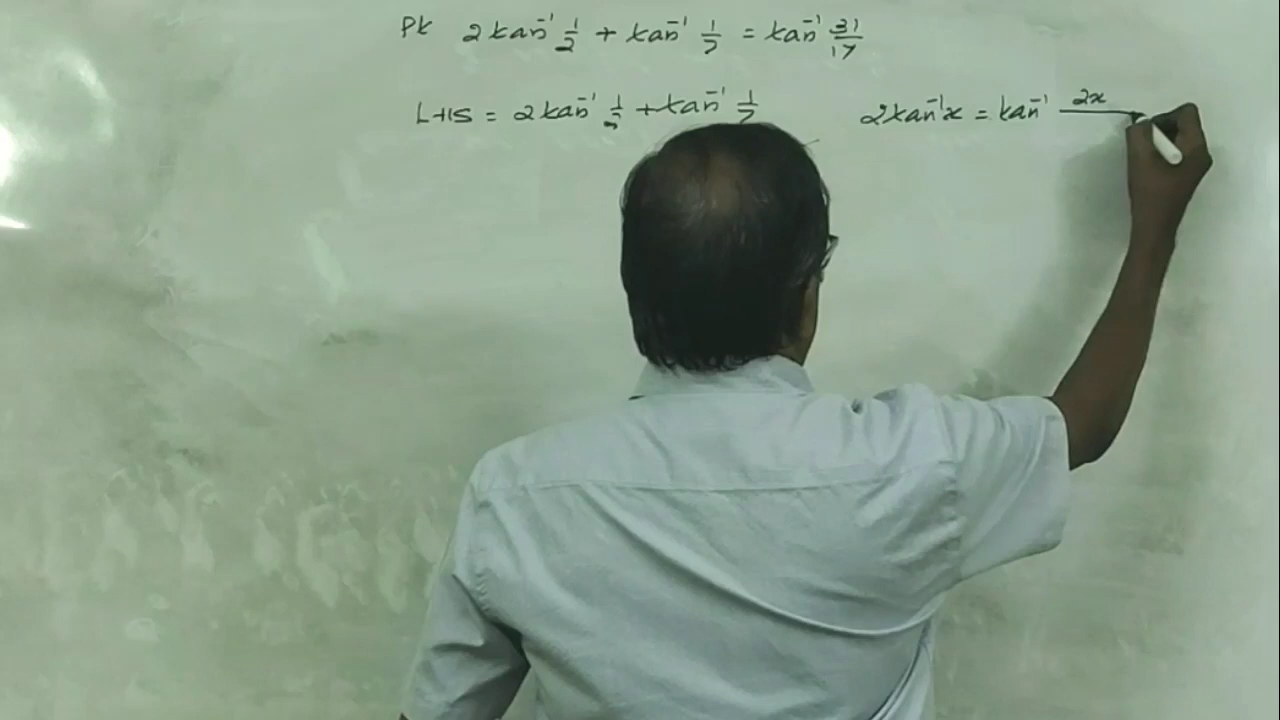 Pt 2tan⁻¹ 1/2 + tan⁻¹ 1/7 = tan⁻¹ 31/17
LHS = 2tan⁻¹ 1/2 + tan⁻¹ 1/7 2tan⁻¹x = tan⁻¹ 2x